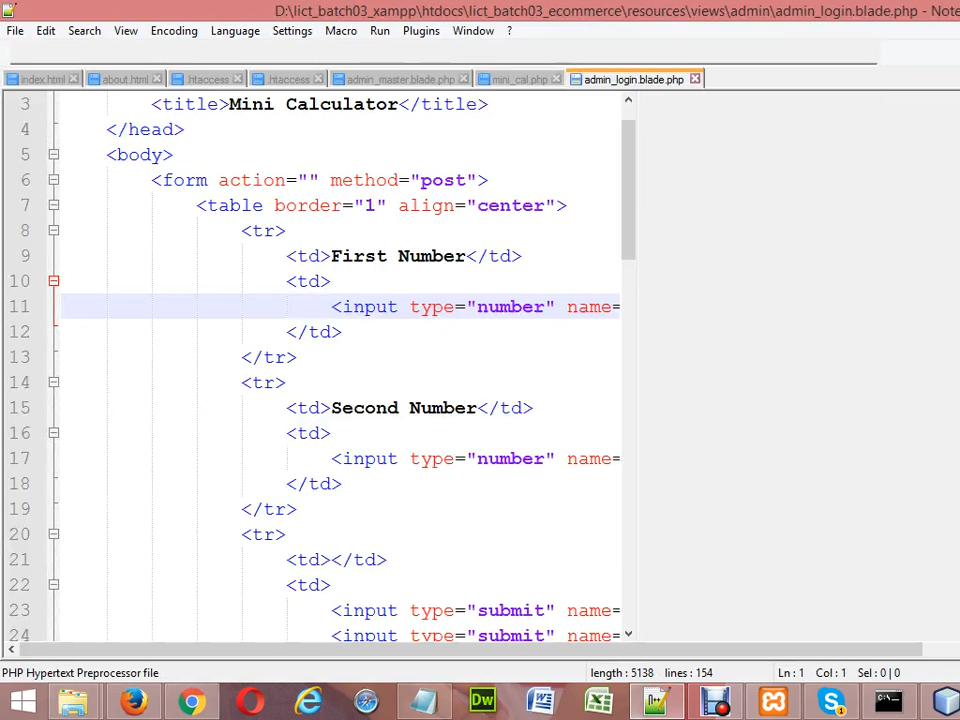 D:\lict_batch03_xampp\htdocs\lict_batch03_ecommerce\resources\views\admin\admin_login.blade.php - Note
File Edit Search View Encoding Language Settings Macro Run Plugins Window ?
index.html about.html .htaccess .htaccess admin_master.blade.php mini_cal.php admin_login.blade.php
3 <title>Mini Calculator</title>
4 </head>
5 <body>
6 <form action="" method="post">
7 <table border="1" align="center">
8 <tr>
9 <td>First Number</td>
10 <td>
11 <input type="number" name=
12 </td>
13 </tr>
14 <tr>
15 <td>Second Number</td>
16 <td>
17 <input type="number" name=
18 </td>
19 </tr>
20 <tr>
21 <td></td>
22 <td>
23 <input type="submit" name=
24 <input type="submit" name=
PHP Hypertext Preprocessor file length : 5138 lines : 154 Ln : 1 Col : 1 Sel : 0 | 0